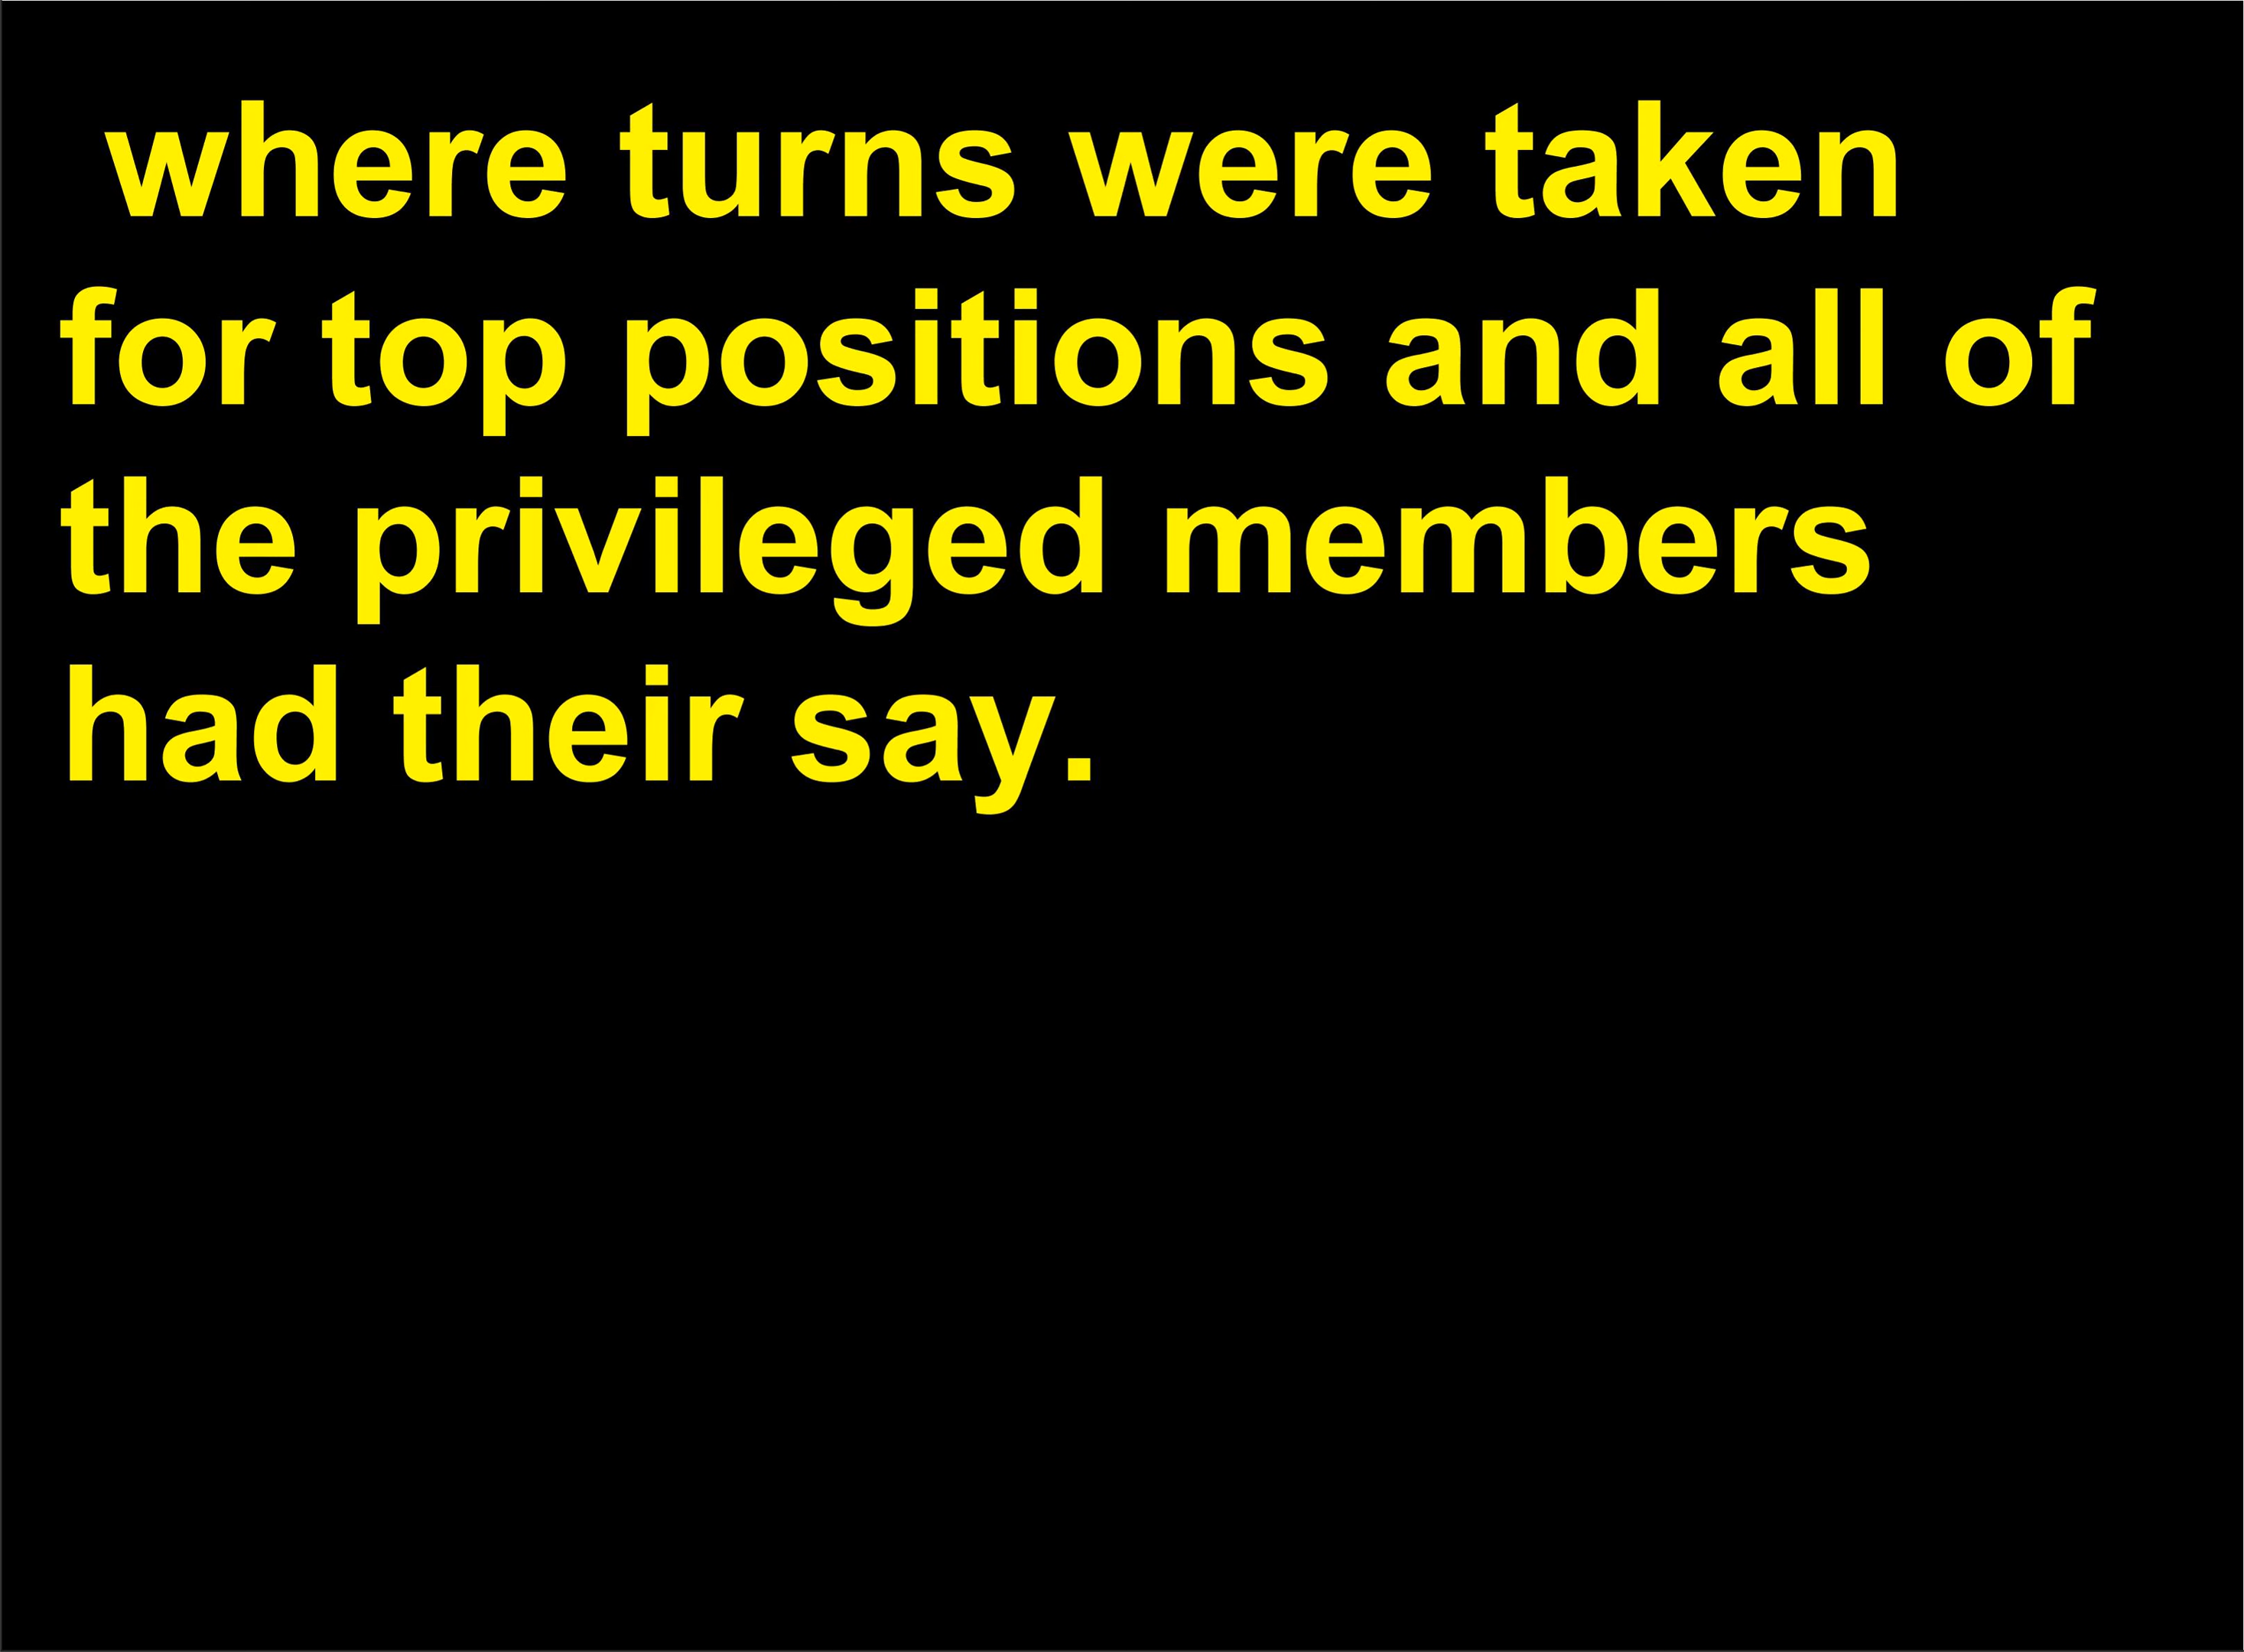 where turns were taken
for top positions and all of
the privileged members
had their say.